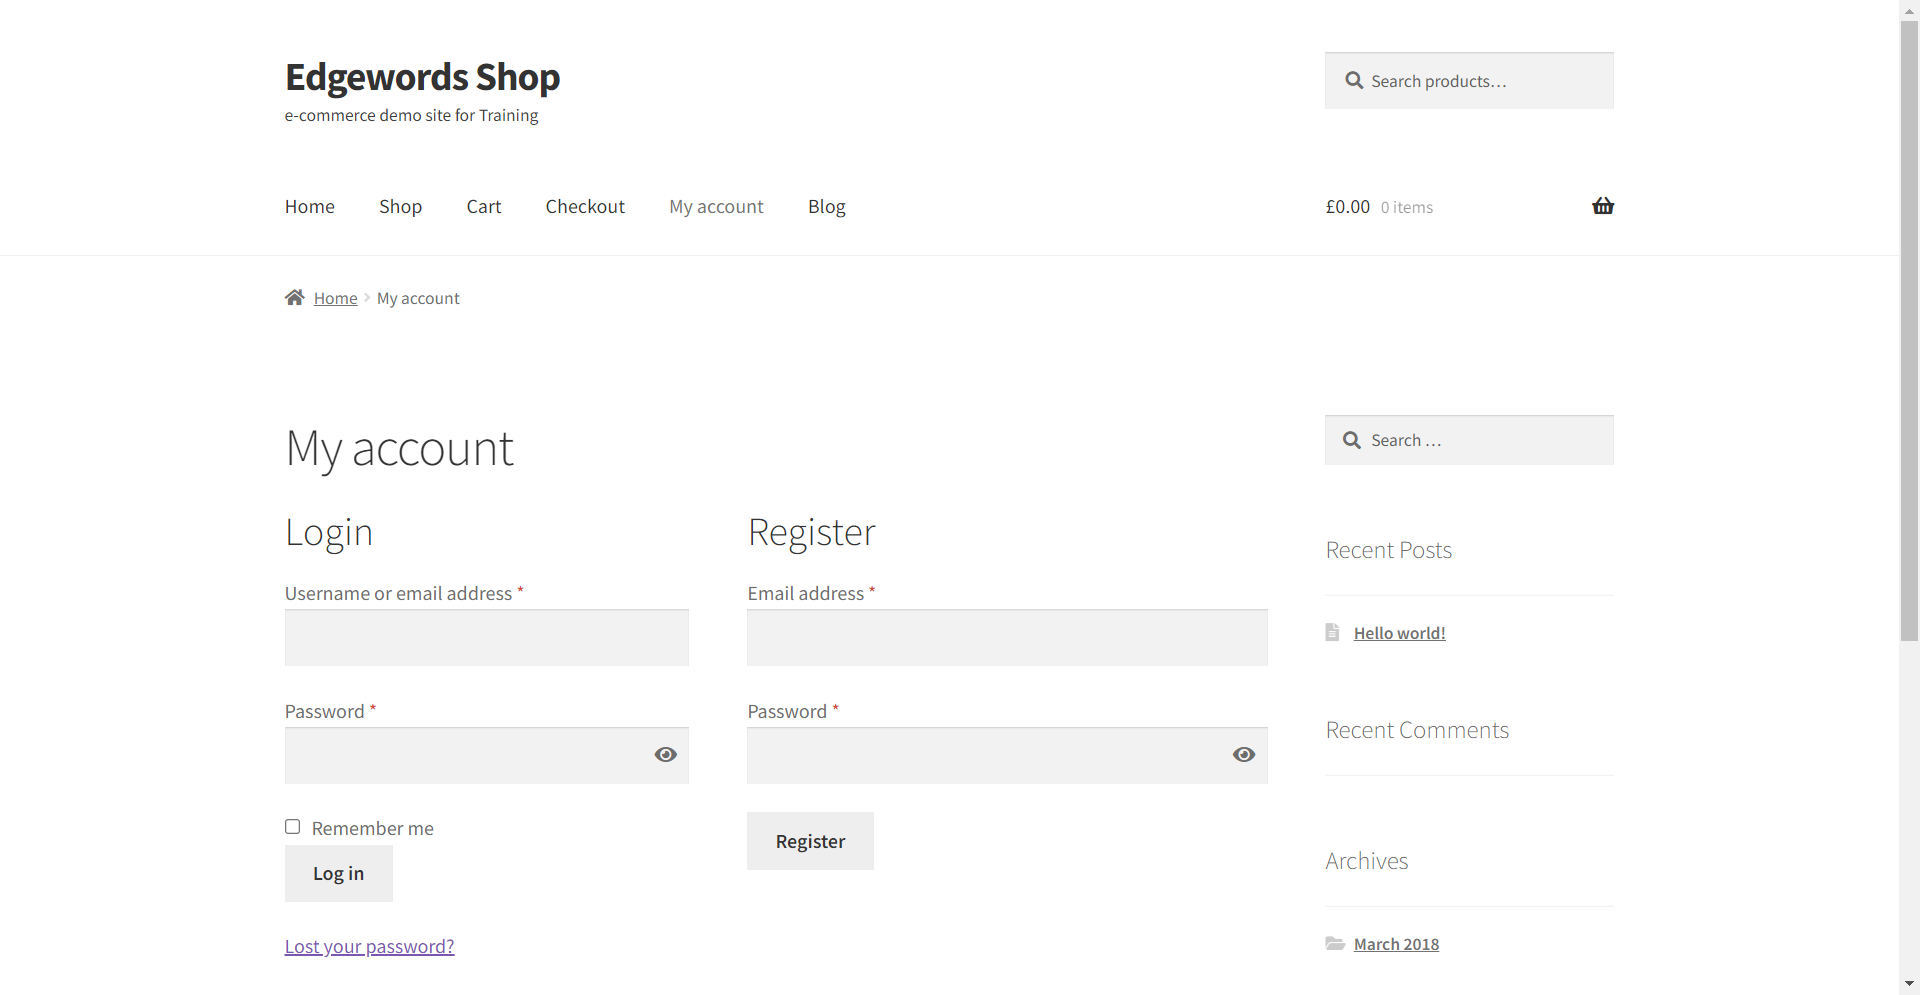 Edgewords Shop
e-commerce demo site for Training
Search products…
Home
Shop
Cart
Checkout
My account
Blog
£0.00 0 items
Home My account
My account
Login
Username or email address *
Password *
Remember me
Log in
Lost your password?
Register
Email address *
Password *
Register
Search …
Recent Posts
Hello world!
Recent Comments
Archives
March 2018